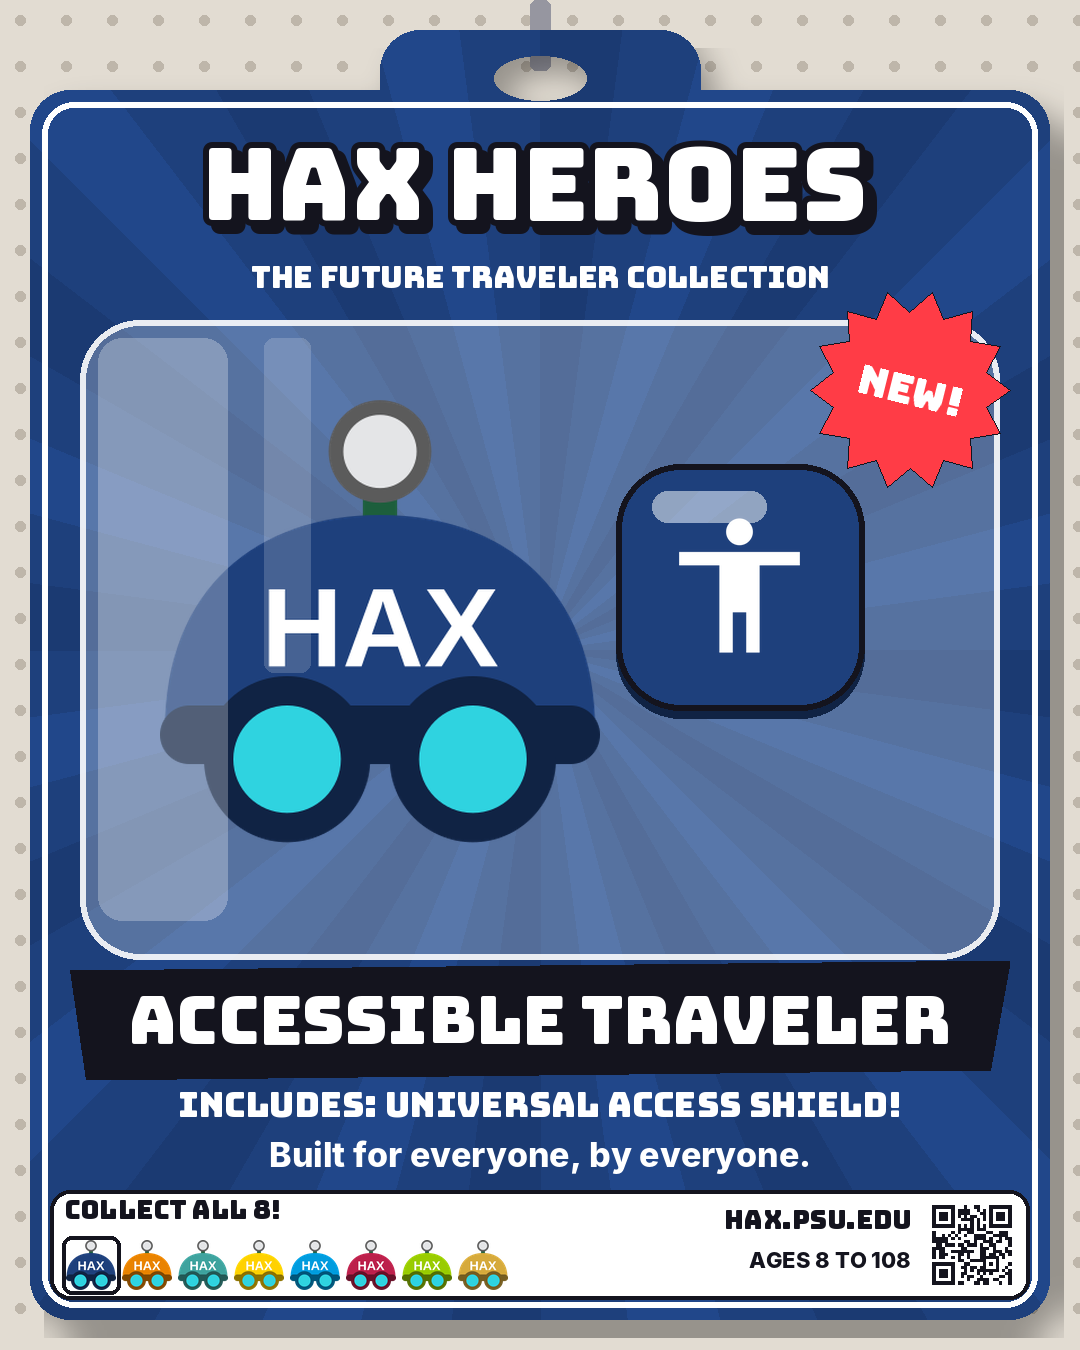 HAX HEROES
THE FUTURE TRAVELER COLLECTION
NEW!
HAX
ACCESSIBLE TRAVELER
INCLUDES: UNIVERSAL ACCESS SHIELD!
Built for everyone, by everyone.
COLLECT ALL 8!
HAX HAX HAX HAX HAX HAX HAX HAX
HAX.PSU.EDU
AGES 8 TO 108